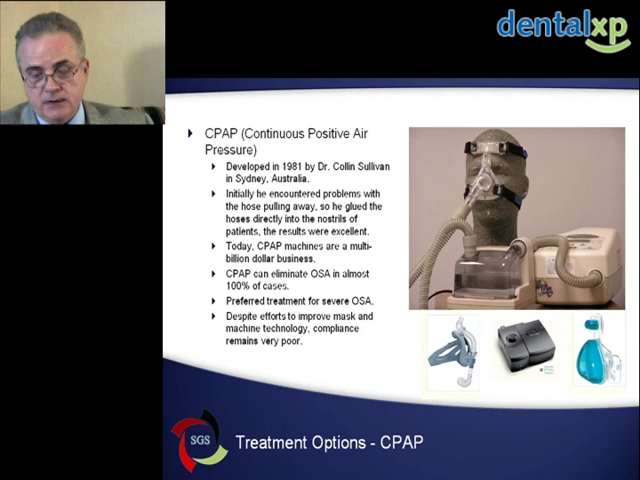 dentalxp
CPAP (Continuous Positive Air
Pressure)
Developed in 1981 by Dr. Collin Sullivan
in Sydney, Australia.
Initially he encountered problems with
the hose pulling away, so he glued the
hoses directly into the nostrils of
patients, the results were excellent.
Today, CPAP machines are a multi-
billion dollar business.
CPAP can eliminate OSA in almost
100% of cases.
Preferred treatment for severe OSA.
Despite efforts to improve mask and
machine technology, compliance
remains very poor.
SGS
Treatment Options - CPAP